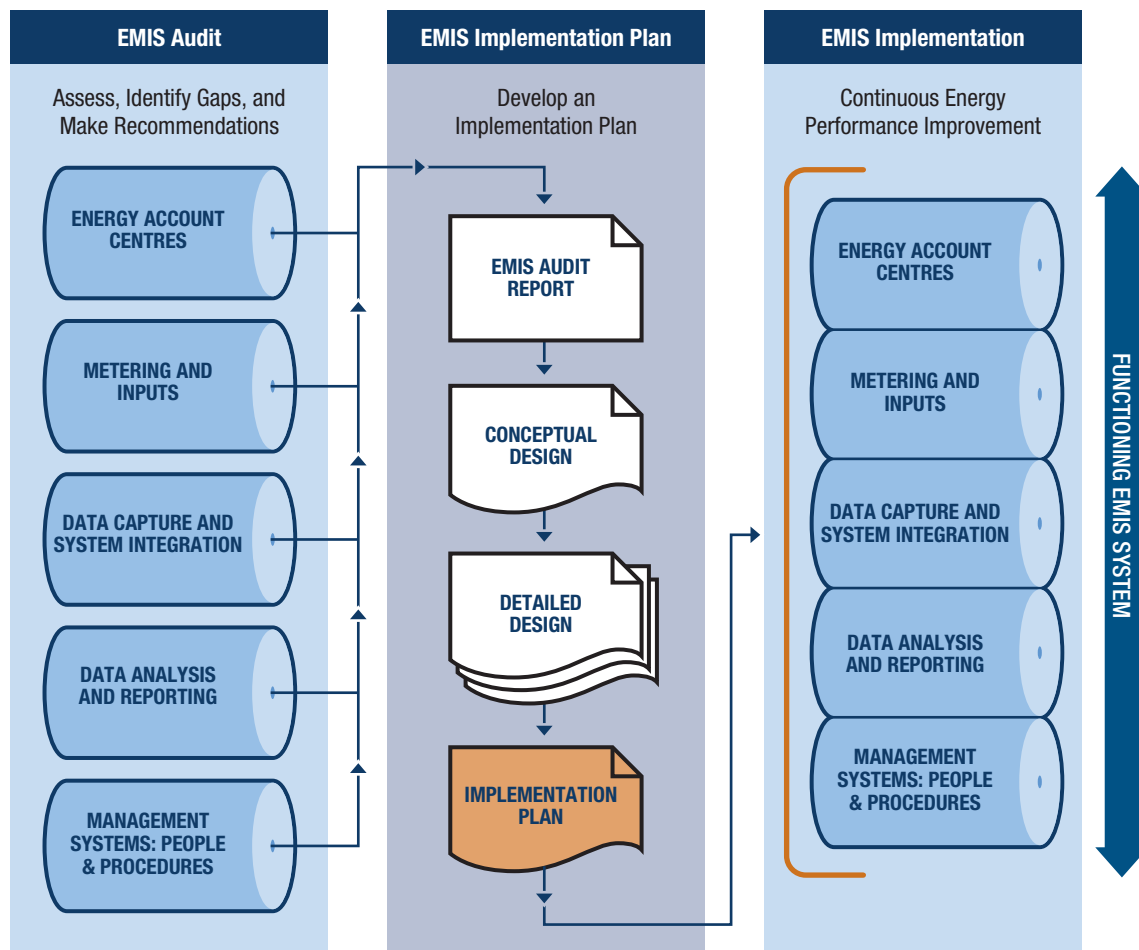 EMIS Audit
Assess, Identify Gaps, and
Make Recommendations
ENERGY ACCOUNT
CENTRES
METERING AND
INPUTS
DATA CAPTURE AND
SYSTEM INTEGRATION
DATA ANALYSIS
AND REPORTING
MANAGEMENT
SYSTEMS: PEOPLE
& PROCEDURES
EMIS Implementation Plan
Develop an
Implementation Plan
EMIS AUDIT
REPORT
CONCEPTUAL
DESIGN
DETAILED
DESIGN
IMPLEMENTATION
PLAN
EMIS Implementation
Continuous Energy
Performance Improvement
ENERGY ACCOUNT
CENTRES
METERING AND
INPUTS
DATA CAPTURE AND
SYSTEM INTEGRATION
DATA ANALYSIS
AND REPORTING
MANAGEMENT
SYSTEMS: PEOPLE
& PROCEDURES
FUNCTIONING EMIS SYSTEM